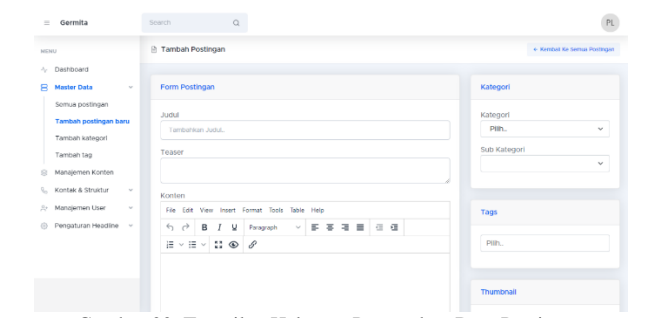 Germita
Search
PL
MENU
Dashboard
Master Data
Semua postingan
Tambah postingan baru
Tambah kategori
Tambah tag
Manajemen Konten
Kontak & Struktur
Manajemen User
Pengaturan Headline
Tambah Postingan
← Kembali Ke Semua Postingan
Form Postingan
Judul
Tambahkan Judul..
Teaser
Konten
File Edit View Insert Format Tools Table Help
B I U Paragraph
Kategori
Kategori
Pilih..
Sub Kategori
Tags
Pilih..
Thumbnail